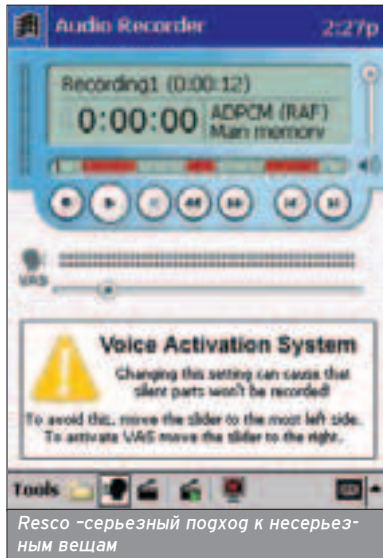 Audio Recorder 2:27p
Recording1 (0:00:12)
0:00:00 ADPCM (RAF)
Main memory
VAS
Voice Activation System
Changing this setting can cause that
silent parts won't be recorded!
To avoid this, move the slider to the most left side.
To activate VAS move the slider to the right.
Tools
Resco –серьезный подход к несерьез-
ным вещам